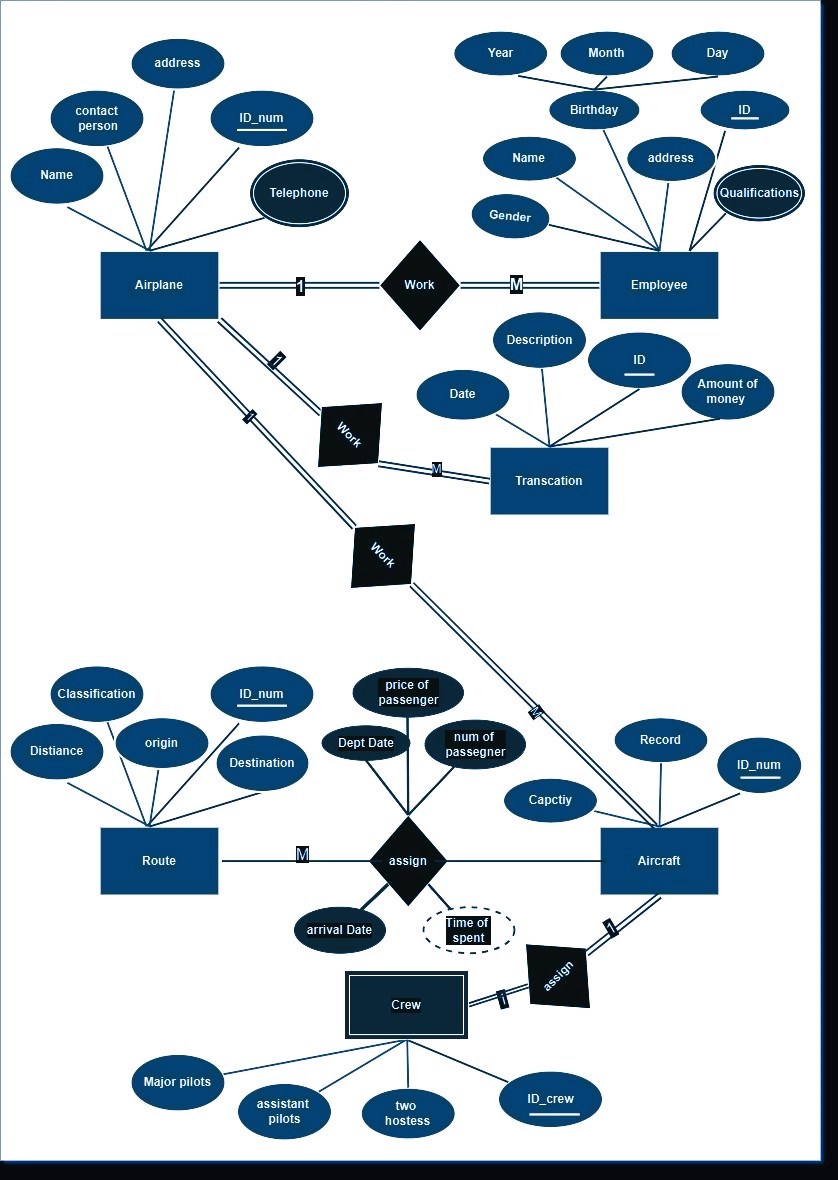 Year
Month
Day
address
contact
person
ID_num
Birthday
ID
Name
Telephone
Name
address
Qualifications
Gender
Airplane
1
Work
M
Employee
Description
ID
1
Date
Amount of
money
1
Work
M
Transcation
Work
M
Classification
ID_num
price of
passenger
Distiance
origin
Destination
Dept Date
num of
passegner
Record
ID_num
Capctiy
Route
M
assign
Aircraft
arrival Date
Time of
spent
1
assign
1
Crew
Major pilots
assistant
pilots
two
hostess
ID_crew